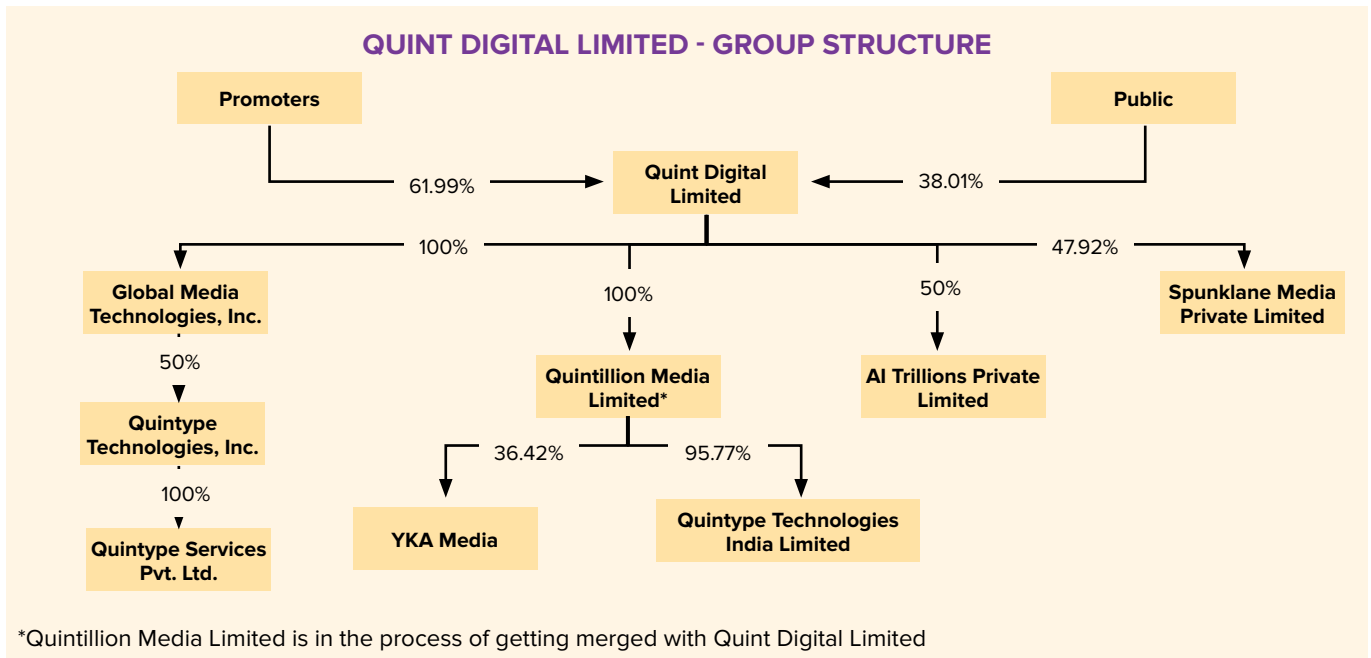 QUINT DIGITAL LIMITED - GROUP STRUCTURE
Promoters
Public
Quint Digital
Limited
61.99%
38.01%
100%
47.92%
100%
50%
Global Media
Technologies, Inc.
Spunklane Media
Private Limited
50%
Quintillion Media
Limited*
AI Trillions Private
Limited
Quintype
Technologies, Inc.
36.42%
95.77%
100%
YKA Media
Quintype Technologies
India Limited
Quintype Services
Pvt. Ltd.
*Quintillion Media Limited is in the process of getting merged with Quint Digital Limited